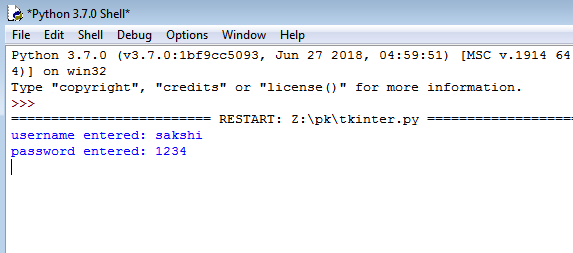 *Python 3.7.0 Shell*
File Edit Shell Debug Options Window Help
Python 3.7.0 (v3.7.0:1bf9cc5093, Jun 27 2018, 04:59:51) [MSC v.1914 64
4)] on win32
Type "copyright", "credits" or "license()" for more information.
>>>
========================= RESTART: Z:\pk\tkinter.py ==================
username entered: sakshi
password entered: 1234